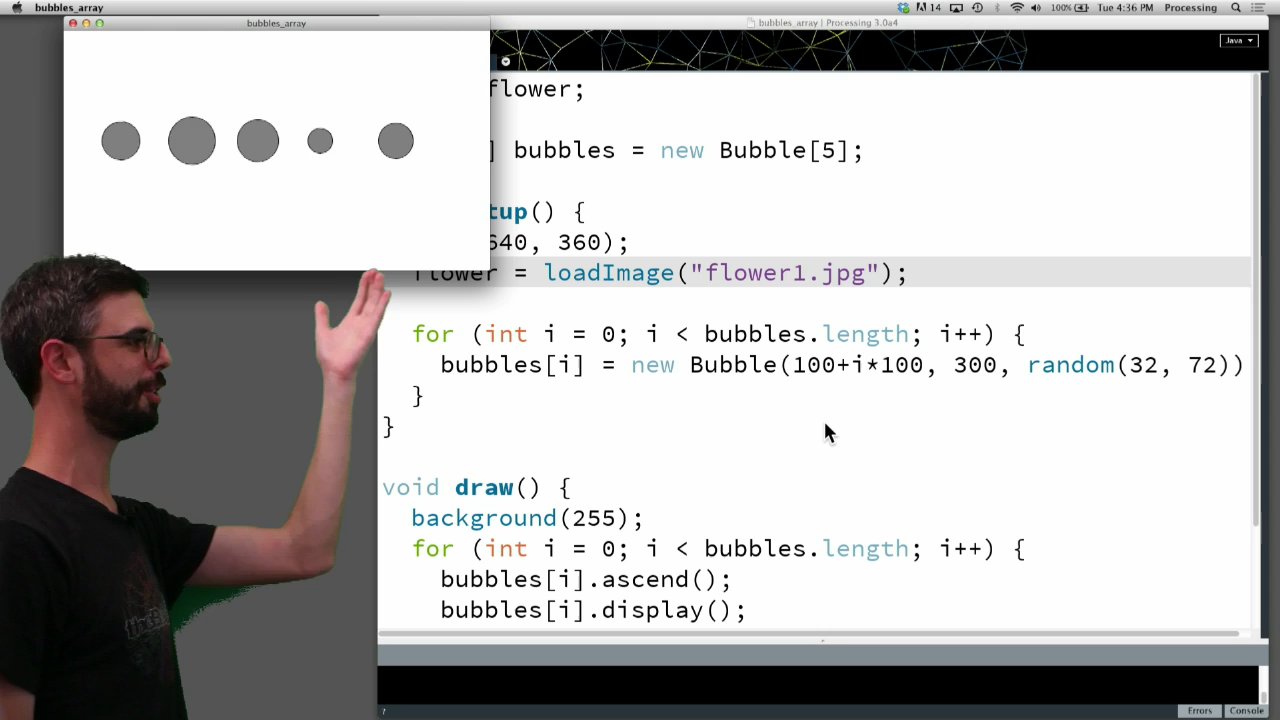 bubbles_array
14
100%
Tue 4:36 PM
Processing
bubbles_array
bubbles_array | Processing 3.0a4
Java
flower;
] bubbles = new Bubble[5];
tup() {
640, 360);
flower = loadImage("flower1.jpg");
for (int i = 0; i < bubbles.length; i++) {
bubbles[i] = new Bubble(100+i*100, 300, random(32, 72))
}
}
void draw() {
background(255);
for (int i = 0; i < bubbles.length; i++) {
bubbles[i].ascend();
bubbles[i].display();
7
Errors
Console